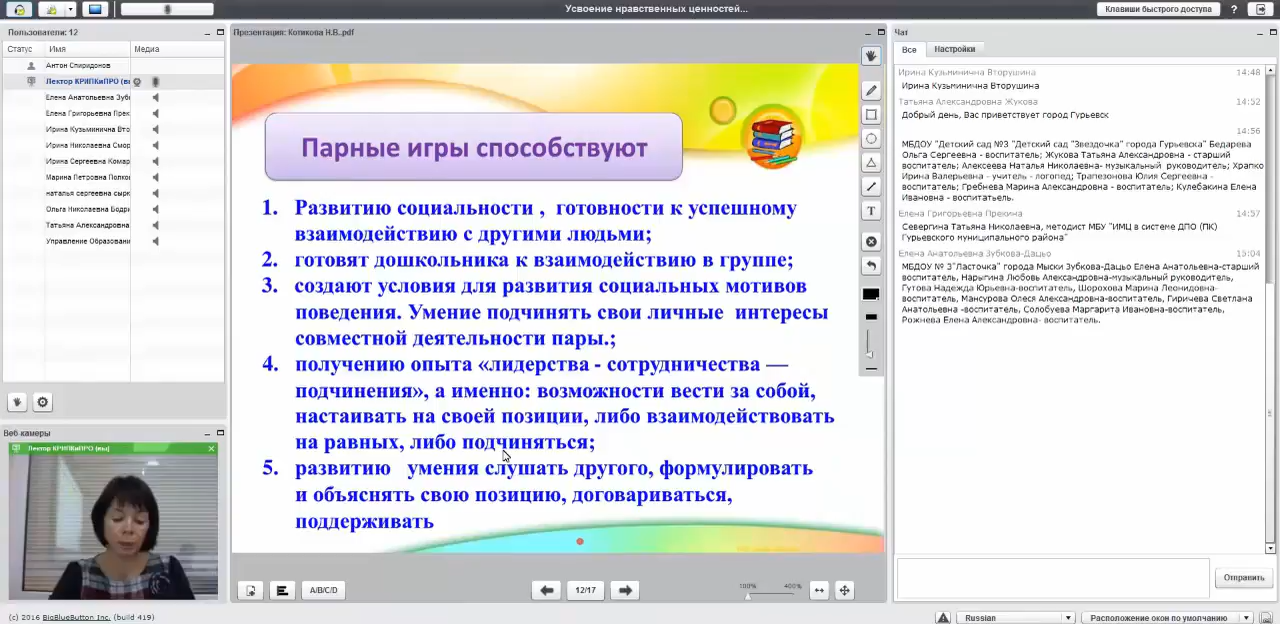 Усвоение нравственных ценностей...
Клавиши быстрого доступа
?
Пользователи: 12
Статус Имя Медиа
Антон Спиридонов
Лектор КРИПКиПРО (вы
Елена Анатольевна Зубо
Елена Григорьевна Прек
Ирина Кузьминична Вто
Ирина Николаевна Смор
Ирина Сергеевна Комар
Марина Петровна Полко
наталья сергеевна сырк
Ольга Николаевна Бодри
Татьяна Александровна
Управление Образовани
Веб камеры
Лектор КРИПКиПРО (вы)
Презентация: Котикова Н.В..pdf
Парные игры способствуют
1. Развитию социальности , готовности к успешному
взаимодействию с другими людьми;
2. готовят дошкольника к взаимодействию в группе;
3. создают условия для развития социальных мотивов
поведения. Умение подчинять свои личные интересы
совместной деятельности пары.;
4. получению опыта «лидерства - сотрудничества —
подчинения», а именно: возможности вести за собой,
настаивать на своей позиции, либо взаимодействовать
на равных, либо подчиняться;
5. развитию умения слушать другого, формулировать
и объяснять свою позицию, договариваться,
поддерживать
T
A/B/C/D
12/17
100% 400%
Чат
Все Настройки
Ирина Кузьминична Вторушина 14:48
Ирина Кузьминична Вторушина
Татьяна Александровна Жукова 14:52
Добрый день, Вас приветствует город Гурьевск
14:56
МБДОУ "Детский сад №3 "Детский сад "Звездочка" города Гурьевска" Бедарева
Ольга Сергеевна - воспитатель; Жукова Татьяна Александровна - старший
воспитатель; Алексеева Наталья Николаевна- музыкальный руководитель; Храпко
Ирина Валерьевна - учитель - логопед; Трапезонова Юлия Сергеевна -
воспитатель; Гребнева Марина Александровна - воспитатель; Кулебакина Елена
Ивановна - воспитатьель.
Елена Григорьевна Прекина 14:57
Севергина Татьяна Николаевна, методист МБУ "ИМЦ в системе ДПО (ПК)
Гурьевского муниципального района"
Елена Анатольевна Зубкова-Дацьо 15:04
МБДОУ № 3"Ласточка" города Мыски Зубкова-Дацьо Елена Анатольевна-старший
воспитатель, Нарыгина Любовь Александровна-музыкальный руководитель,
Гутова Надежда Юрьевна-воспитатель, Шорохова Марина Леонидовна-
воспитатель, Мансурова Олеся Александровна-воспитатель, Гиричева Светлана
Анатольевна -воспитатель, Солобуева Маргарита Ивановна-воспитатель,
Рожнева Елена Александровна- воспитатель.
Отправить
(c) 2016 BigBlueButton Inc. (build 419)
Russian
Расположение окон по умолчанию